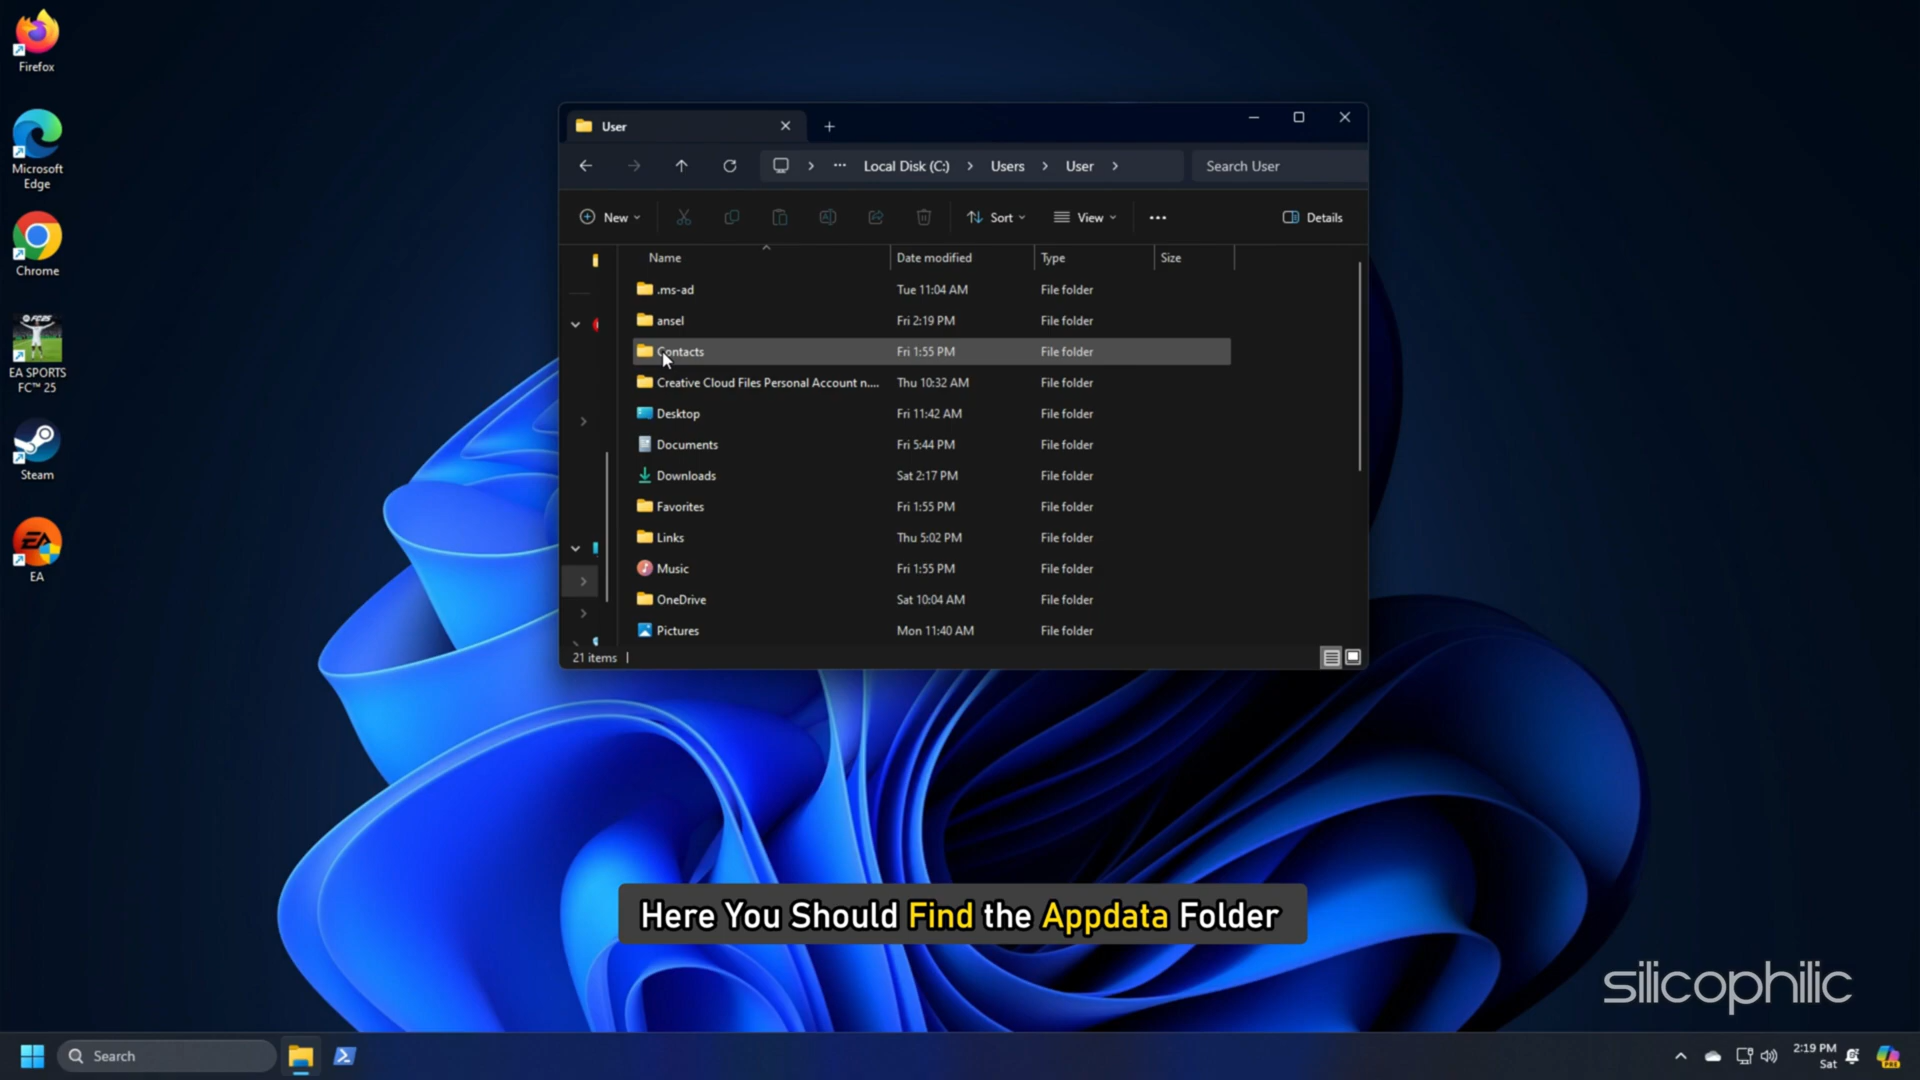 Firefox
Microsoft
Edge
Chrome
FC25
EA SPORTS
FC™ 25
Steam
EA
EA
User
··· Local Disk (C:) > Users > User >
Search User
New
Sort
View
···
Details
Name
Date modified
Type
Size
.ms-ad Tue 11:04 AM File folder
ansel Fri 2:19 PM File folder
Contacts Fri 1:55 PM File folder
Creative Cloud Files Personal Account n.... Thu 10:32 AM File folder
Desktop Fri 11:42 AM File folder
Documents Fri 5:44 PM File folder
Downloads Sat 2:17 PM File folder
Favorites Fri 1:55 PM File folder
Links Thu 5:02 PM File folder
Music Fri 1:55 PM File folder
OneDrive Sat 10:04 AM File folder
Pictures Mon 11:40 AM File folder
21 items
Here You Should Find the Appdata Folder
silicophilic
Search
2:19 PM
Sat
PRE